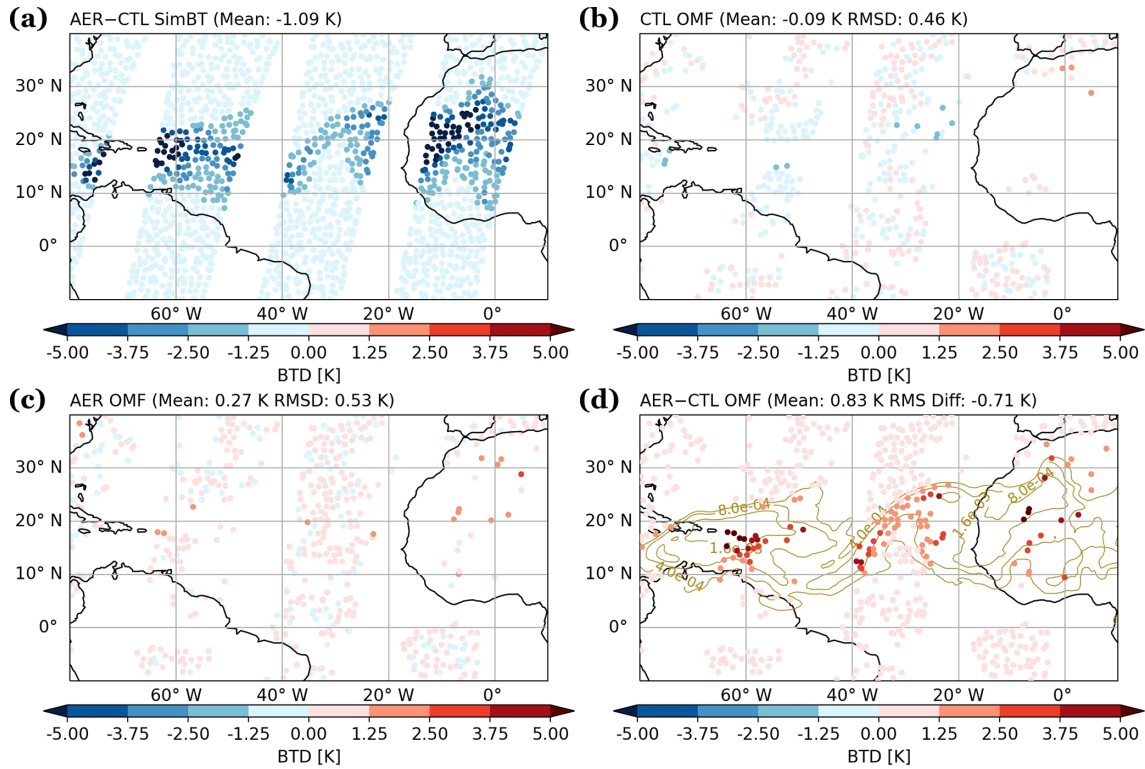 (a) AER−CTL SimBT (Mean: -1.09 K)
30° N
20° N
10° N
0°
60° W 40° W 20° W 0°
-5.00 -3.75 -2.50 -1.25 0.00 1.25 2.50 3.75 5.00
BTD [K]
(b) CTL OMF (Mean: -0.09 K RMSD: 0.46 K)
30° N
20° N
10° N
0°
60° W 40° W 20° W 0°
-5.00 -3.75 -2.50 -1.25 0.00 1.25 2.50 3.75 5.00
BTD [K]
(c) AER OMF (Mean: 0.27 K RMSD: 0.53 K)
30° N
20° N
10° N
0°
60° W 40° W 20° W 0°
-5.00 -3.75 -2.50 -1.25 0.00 1.25 2.50 3.75 5.00
BTD [K]
(d) AER−CTL OMF (Mean: 0.83 K RMS Diff: -0.71 K)
30° N
20° N
10° N
0°
8.0e-04
8.0e-04
4.0e-04
60° W 40° W 20° W 0°
-5.00 -3.75 -2.50 -1.25 0.00 1.25 2.50 3.75 5.00
BTD [K]